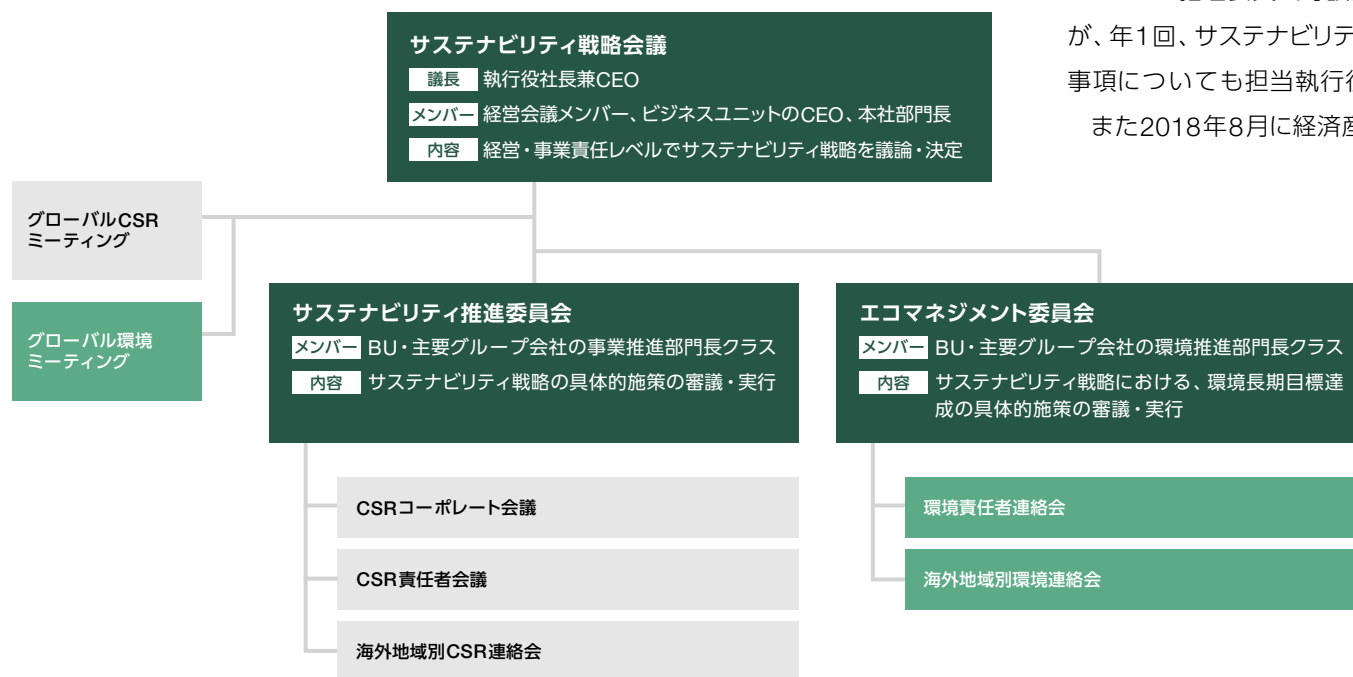 サステナビリティ戦略会議
議長 執行役社長兼CEO
メンバー 経営会議メンバー、ビジネスユニットのCEO、本社部門長
内容 経営・事業責任レベルでサステナビリティ戦略を議論・決定
が、年1回、サステナビリテ
事項についても担当執行
また2018年8月に経済
グローバルCSR
ミーティング
グローバル環境
ミーティング
サステナビリティ推進委員会
メンバー BU・主要グループ会社の事業推進部門長クラス
内容 サステナビリティ戦略の具体的施策の審議・実行
エコマネジメント委員会
メンバー BU・主要グループ会社の環境推進部門長クラス
内容 サステナビリティ戦略における、環境長期目標達
成の具体的施策の審議・実行
CSRコーポレート会議
CSR責任者会議
海外地域別CSR連絡会
環境責任者連絡会
海外地域別環境連絡会